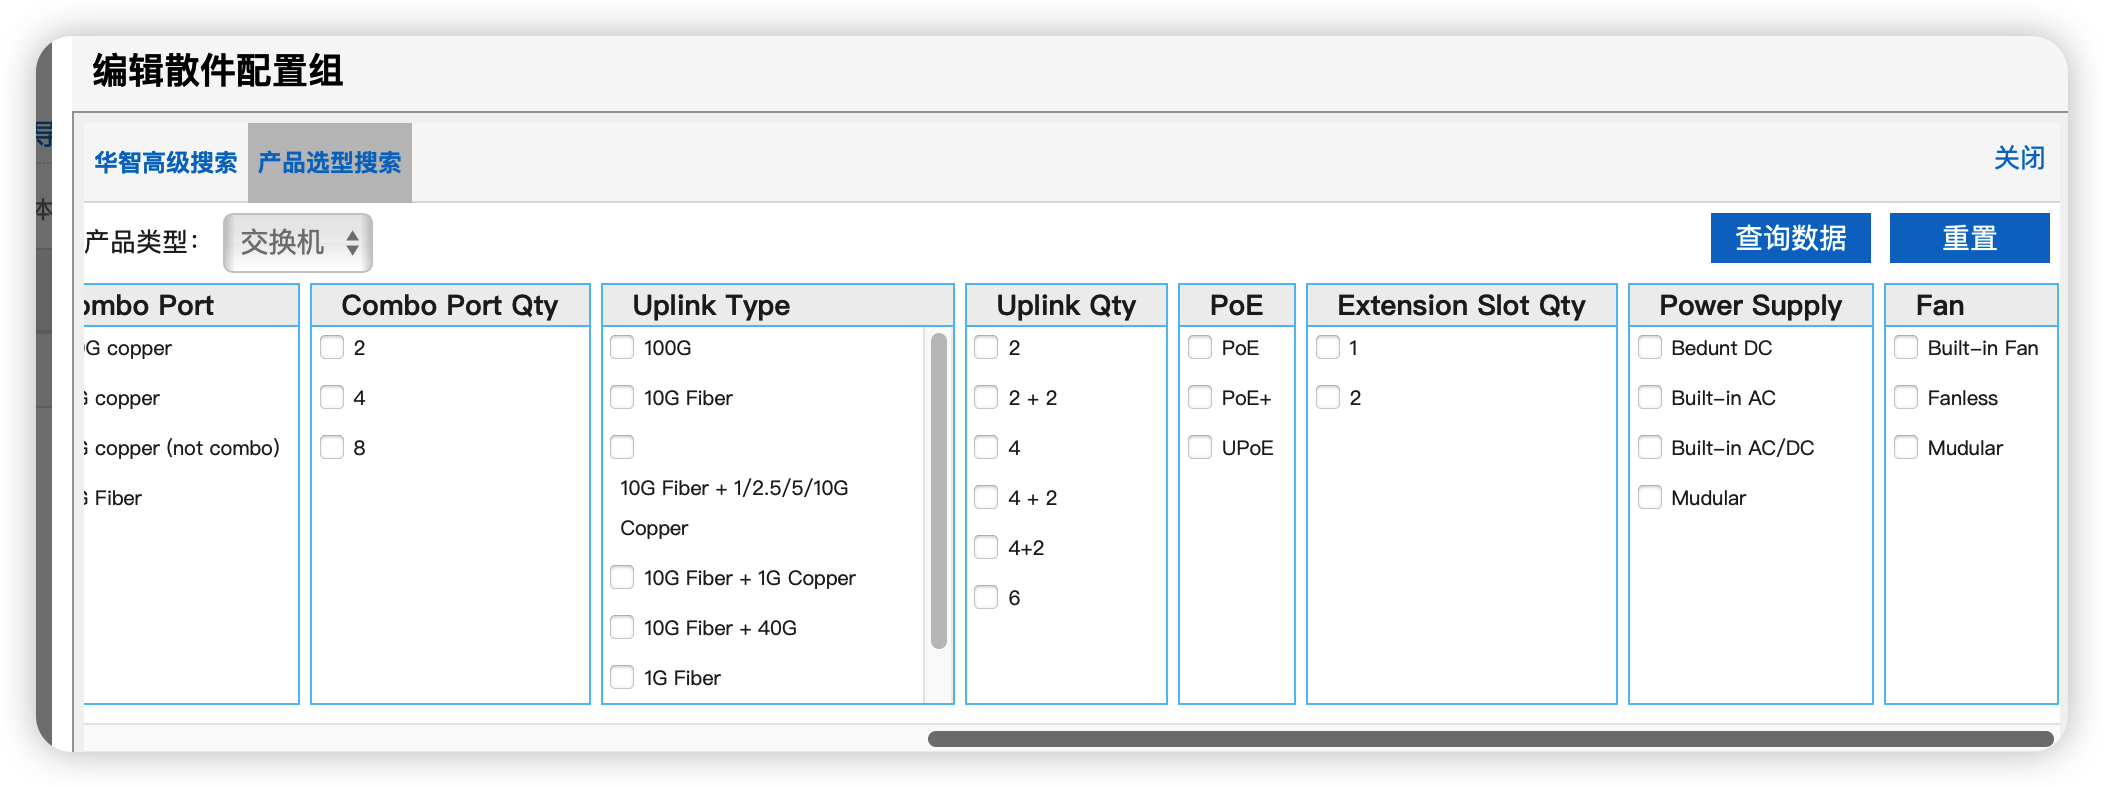 编辑散件配置组
导
本
华智高级搜索 产品选型搜索 关闭
产品类型： 交换机 查询数据 重置
ombo Port
G copper
G copper
G copper (not combo)
G Fiber
Combo Port Qty
2
4
8
Uplink Type
100G
10G Fiber
10G Fiber + 1/2.5/5/10G
Copper
10G Fiber + 1G Copper
10G Fiber + 40G
1G Fiber
Uplink Qty
2
2 + 2
4
4 + 2
4+2
6
PoE
PoE
PoE+
UPoE
Extension Slot Qty
1
2
Power Supply
Bedunt DC
Built-in AC
Built-in AC/DC
Mudular
Fan
Built-in Fan
Fanless
Mudular